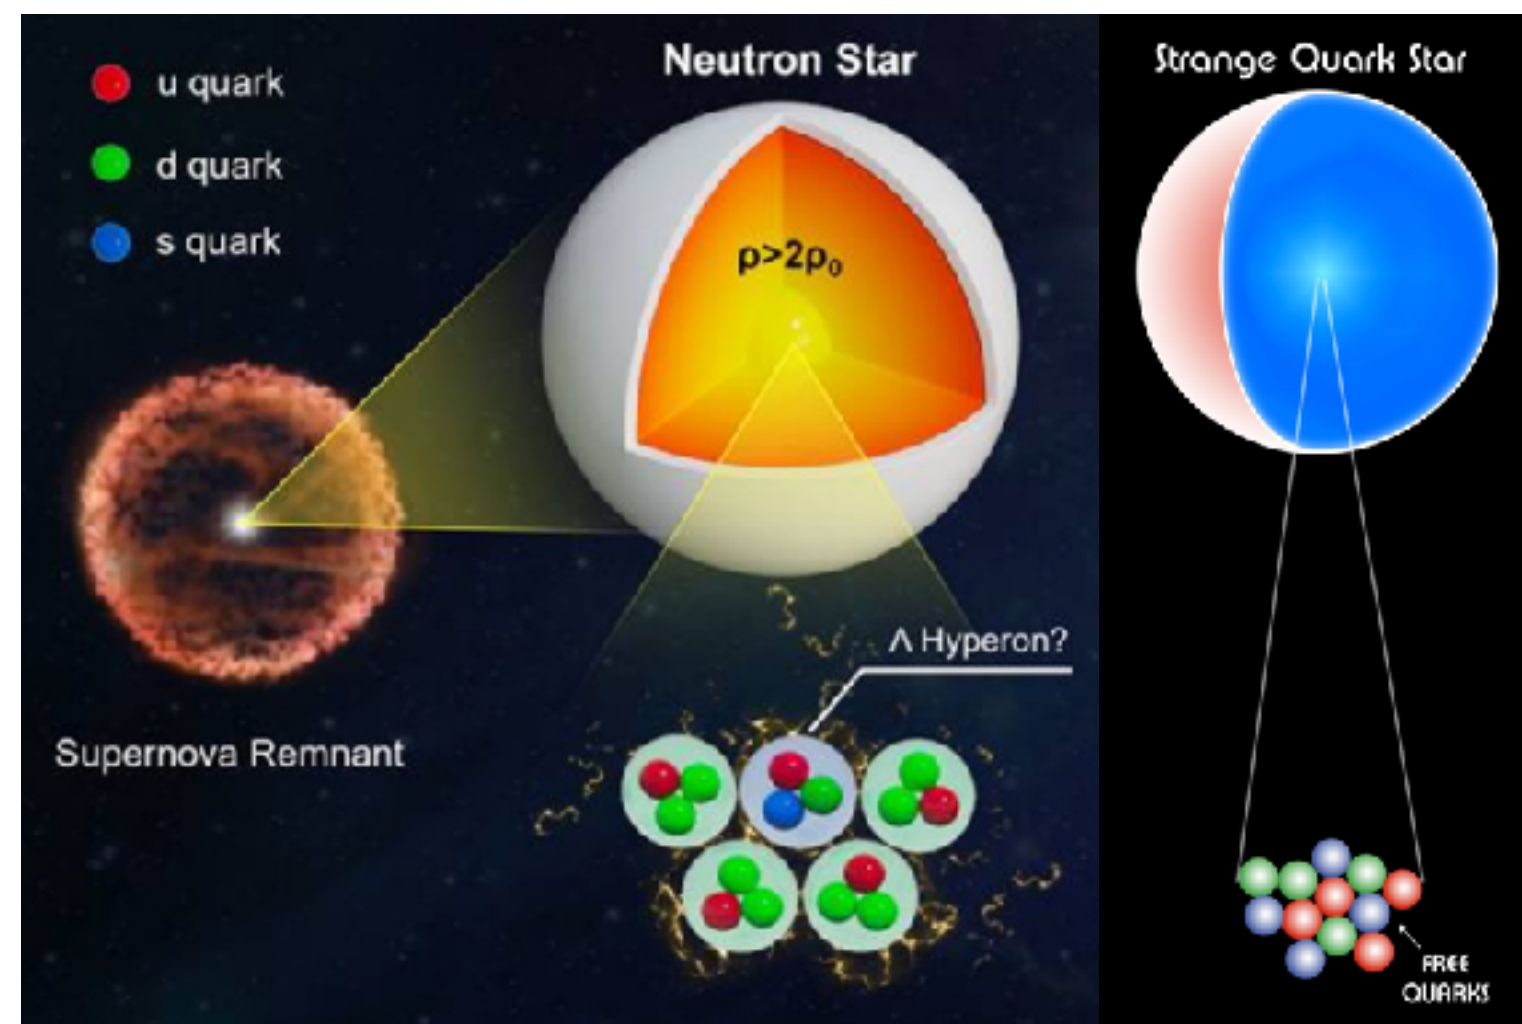 u quark
d quark
s quark
Neutron Star
ρ>2ρ₀
Λ Hyperon?
Supernova Remnant
Strange Quark Star
FREE
QUARKS